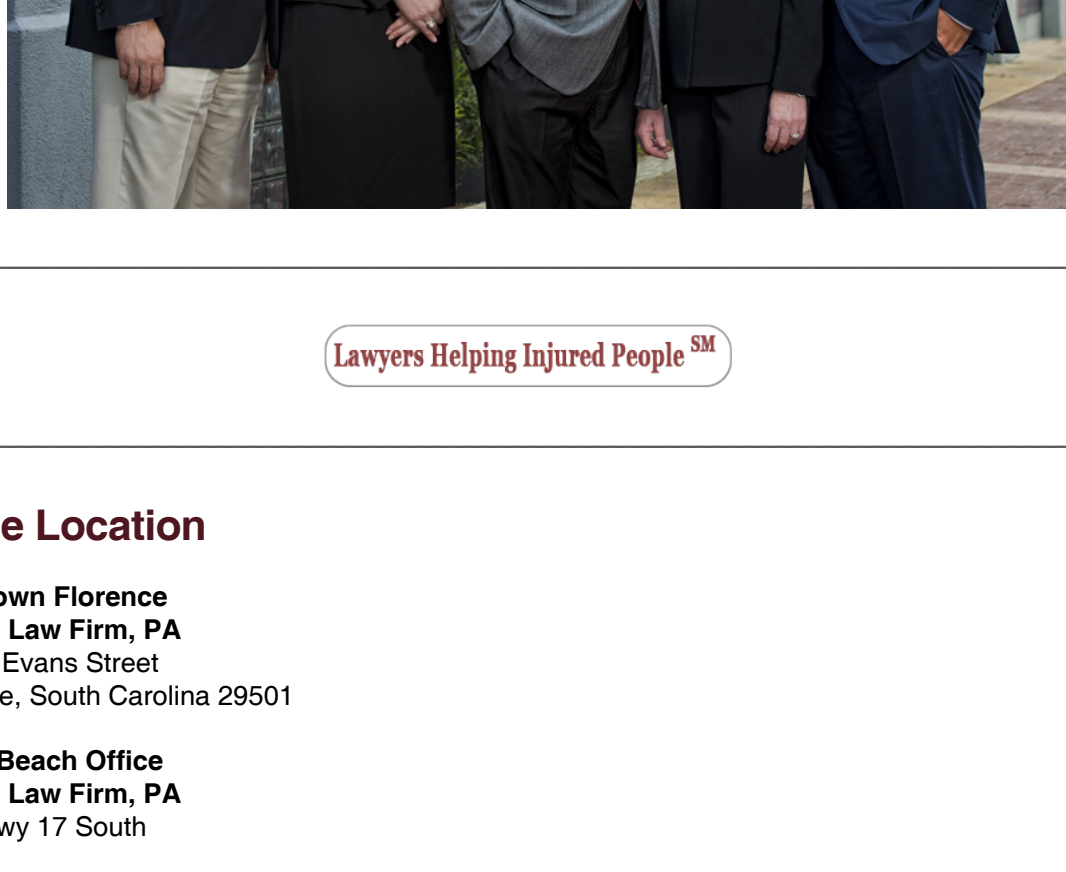 Lawyers Helping Injured People SM
e Location
own Florence
Law Firm, PA
Evans Street
e, South Carolina 29501
Beach Office
Law Firm, PA
wy 17 South